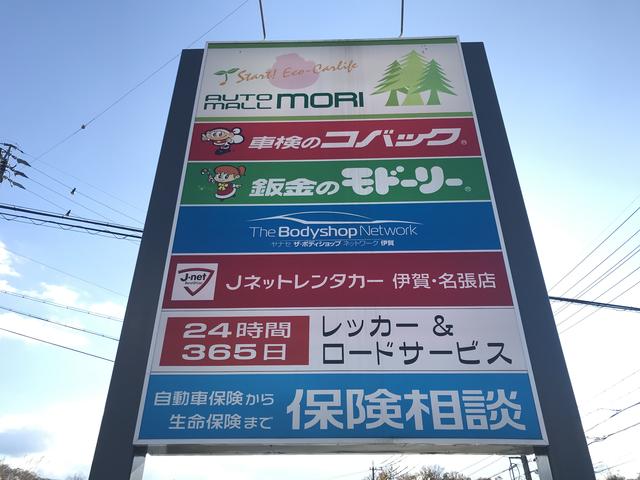 Start! Eco-Carlife
AUTO
MALL MORI
車検のコバック®
鈑金のモドーリー®
The Bodyshop Network
ヤナセ ザ・ボディショップ ネットワーク 伊賀
J-net
Jネットレンタカー 伊賀・名張店
24時間
365日
レッカー &
ロードサービス
自動車保険から
生命保険まで
保険相談